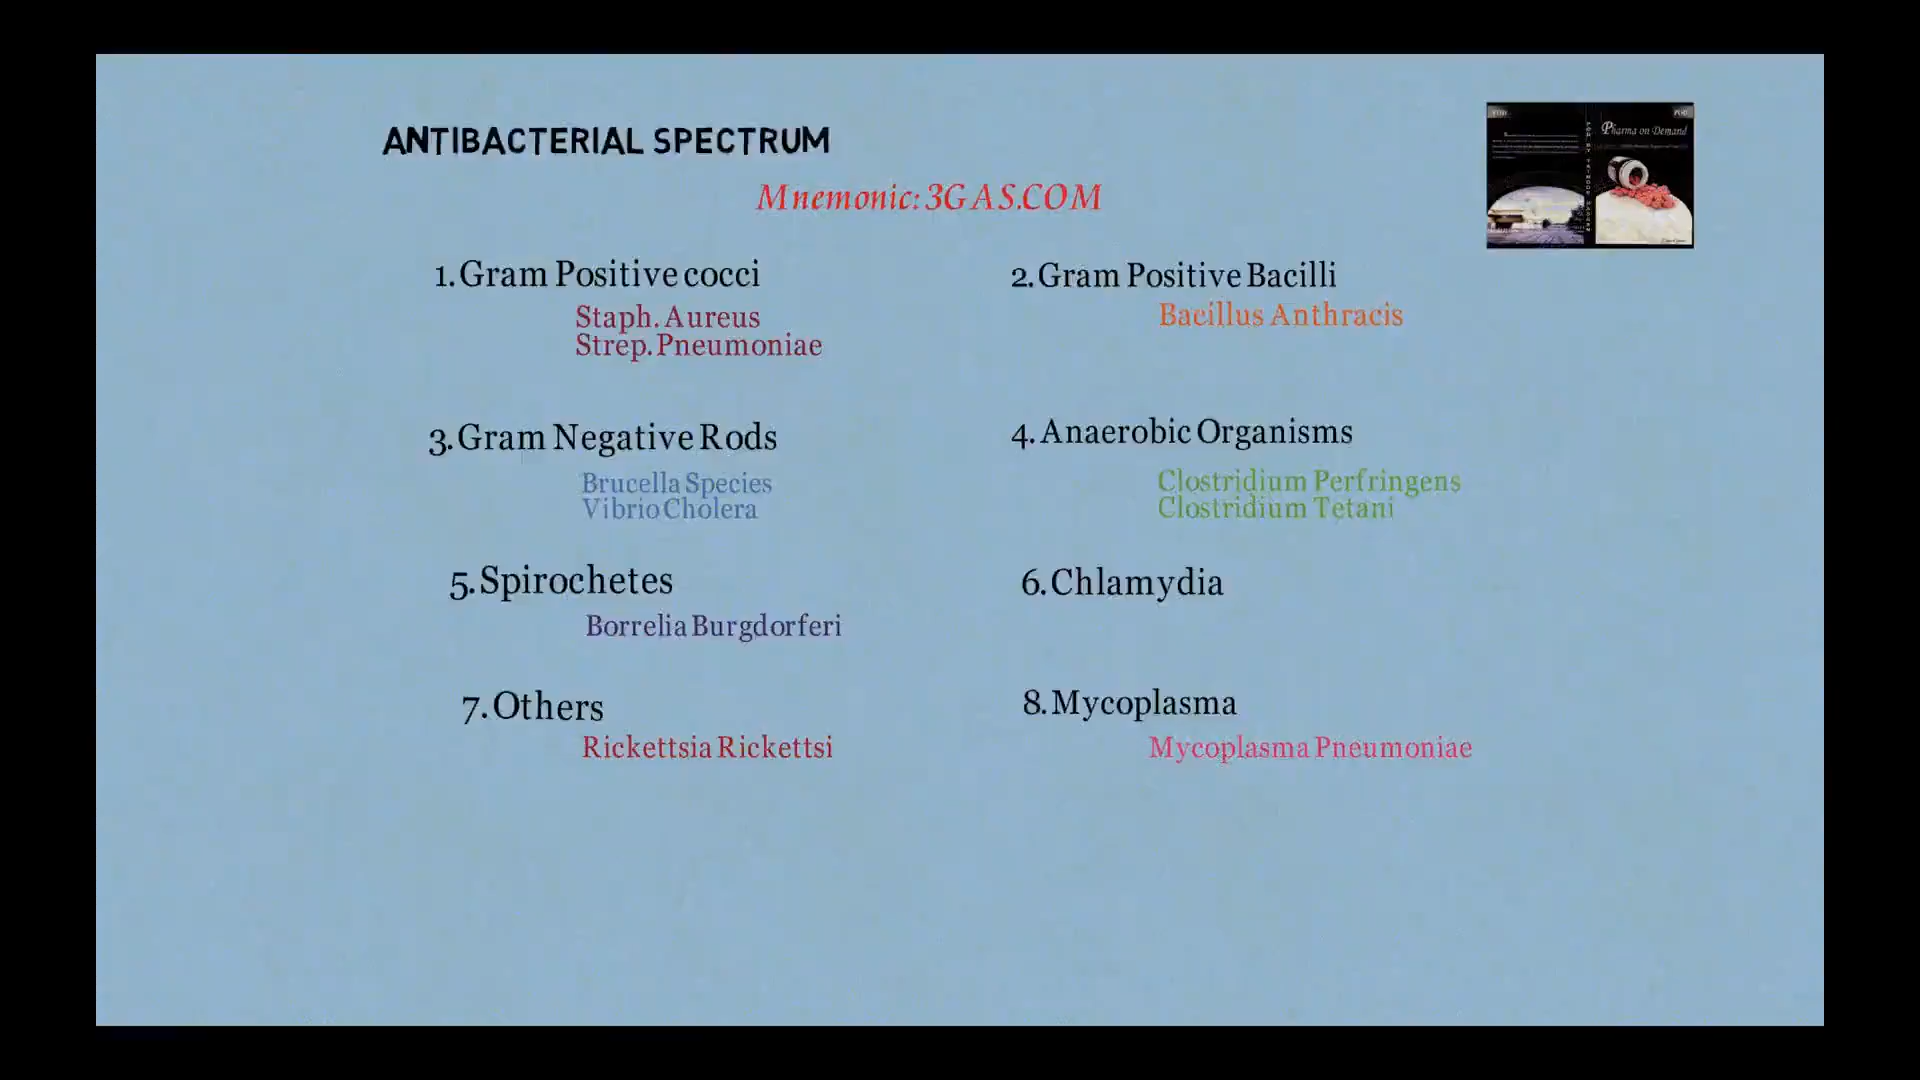 ANTIBACTERIAL SPECTRUM
Mnemonic: 3GAS.COM
1. Gram Positive cocci
Staph. Aureus
Strep. Pneumoniae
2. Gram Positive Bacilli
Bacillus Anthracis
3. Gram Negative Rods
Brucella Species
Vibrio Cholera
4. Anaerobic Organisms
Clostridium Perfringens
Clostridium Tetani
5. Spirochetes
Borrelia Burgdorferi
6. Chlamydia
7. Others
Rickettsia Rickettsi
8. Mycoplasma
Mycoplasma Pneumoniae
Pharma on Demand